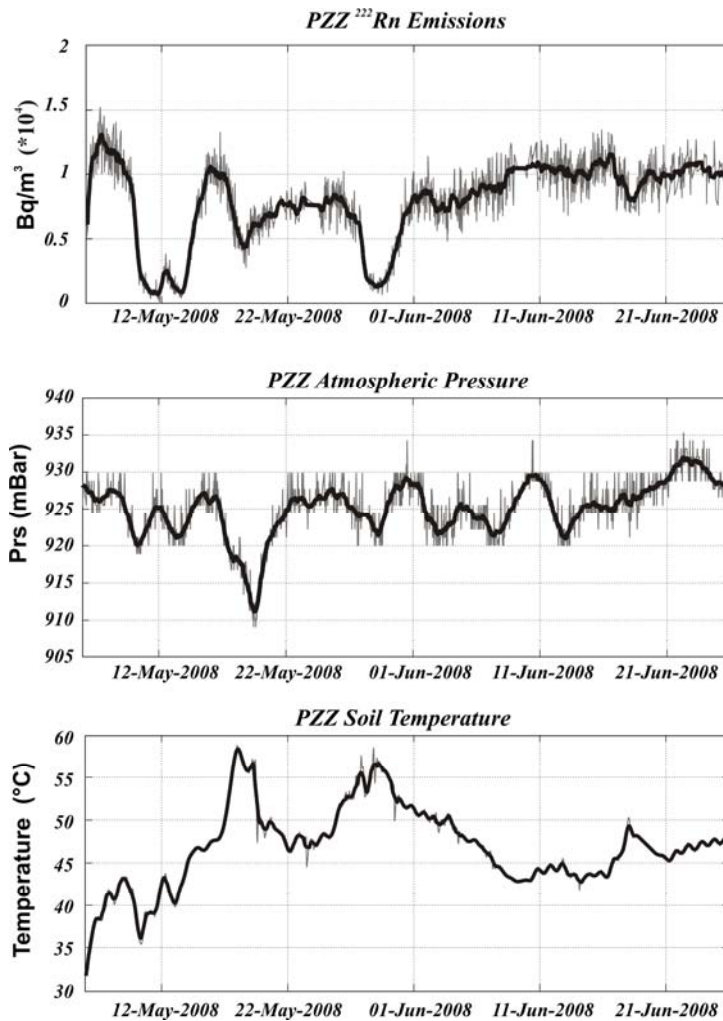 PZZ ²²²Rn Emissions
Bq/m³ (*10⁴)
2
1.5
1
0.5
0
12-May-2008 22-May-2008 01-Jun-2008 11-Jun-2008 21-Jun-2008
PZZ Atmospheric Pressure
Prs (mBar)
940
935
930
925
920
915
910
905
12-May-2008 22-May-2008 01-Jun-2008 11-Jun-2008 21-Jun-2008
PZZ Soil Temperature
Temperature (°C)
60
55
50
45
40
35
30
12-May-2008 22-May-2008 01-Jun-2008 11-Jun-2008 21-Jun-2008